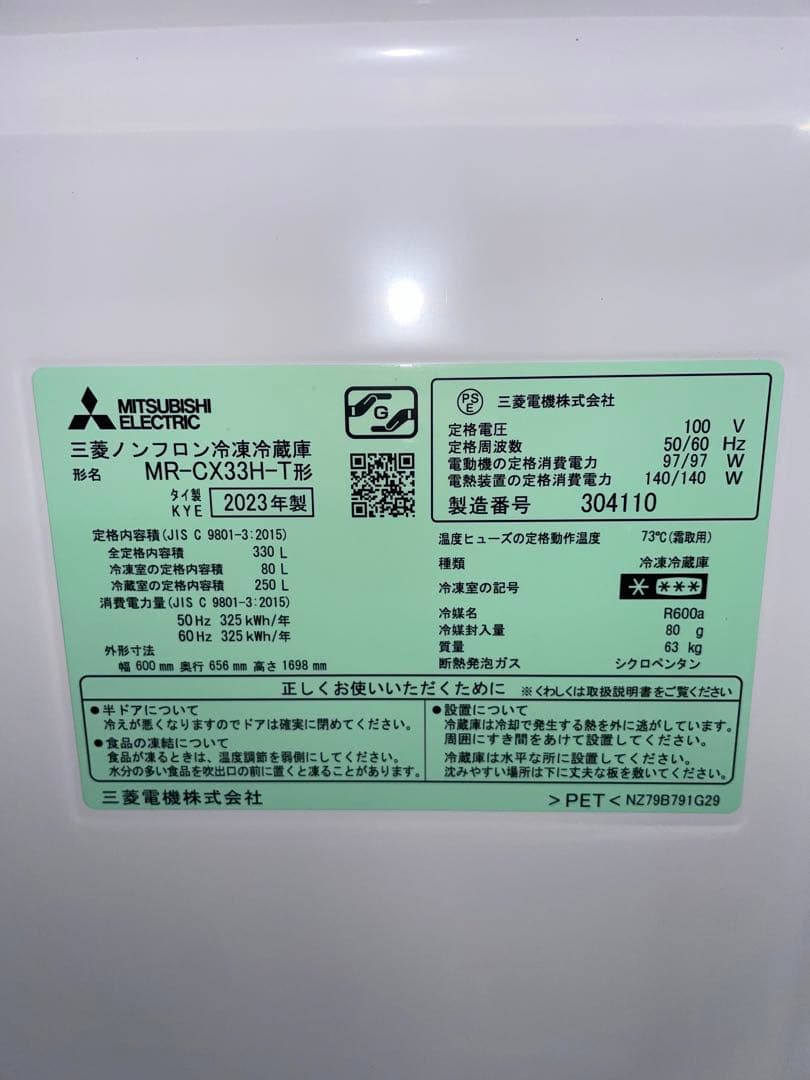 MITSUBISHI
ELECTRIC
三菱ノンフロン冷凍冷蔵庫
形名 MR-CX33H-T形
タイ製
KYE 2023年製
G
定格内容積(JIS C 9801-3:2015)
全定格内容積 330 L
冷凍室の定格内容積 80 L
冷蔵室の定格内容積 250 L
消費電力量(JIS C 9801-3:2015)
50Hz 325 kWh/年
60Hz 325 kWh/年
外形寸法
幅 600 mm 奥行 656 mm 高さ 1698 mm
PSE 三菱電機株式会社
定格電圧 100 V
定格周波数 50/60 Hz
電動機の定格消費電力 97/97 W
電熱装置の定格消費電力 140/140 W
製造番号 304110
温度ヒューズの定格動作温度 73℃(霜取用)
種類 冷凍冷蔵庫
冷凍室の記号 * ***
冷媒名 R600a
冷媒封入量 80 g
質量 63 kg
断熱発泡ガス シクロペンタン
正しくお使いいただくために ※くわしくは取扱説明書をご覧ください
●半ドアについて
冷えが悪くなりますのでドアは確実に閉めてください。
●食品の凍結について
食品が凍るときは、温度調節を弱側にしてください。
水分の多い食品を吹出口の前に置くと凍ることがあります。
●設置について
冷蔵庫は冷却で発生する熱を外に逃がしています。
周囲にすき間をあけて設置してください。
冷蔵庫は水平な所に設置してください。
沈みやすい場所は下に丈夫な板を敷いてください。
三菱電機株式会社
>PET< NZ79B791G29